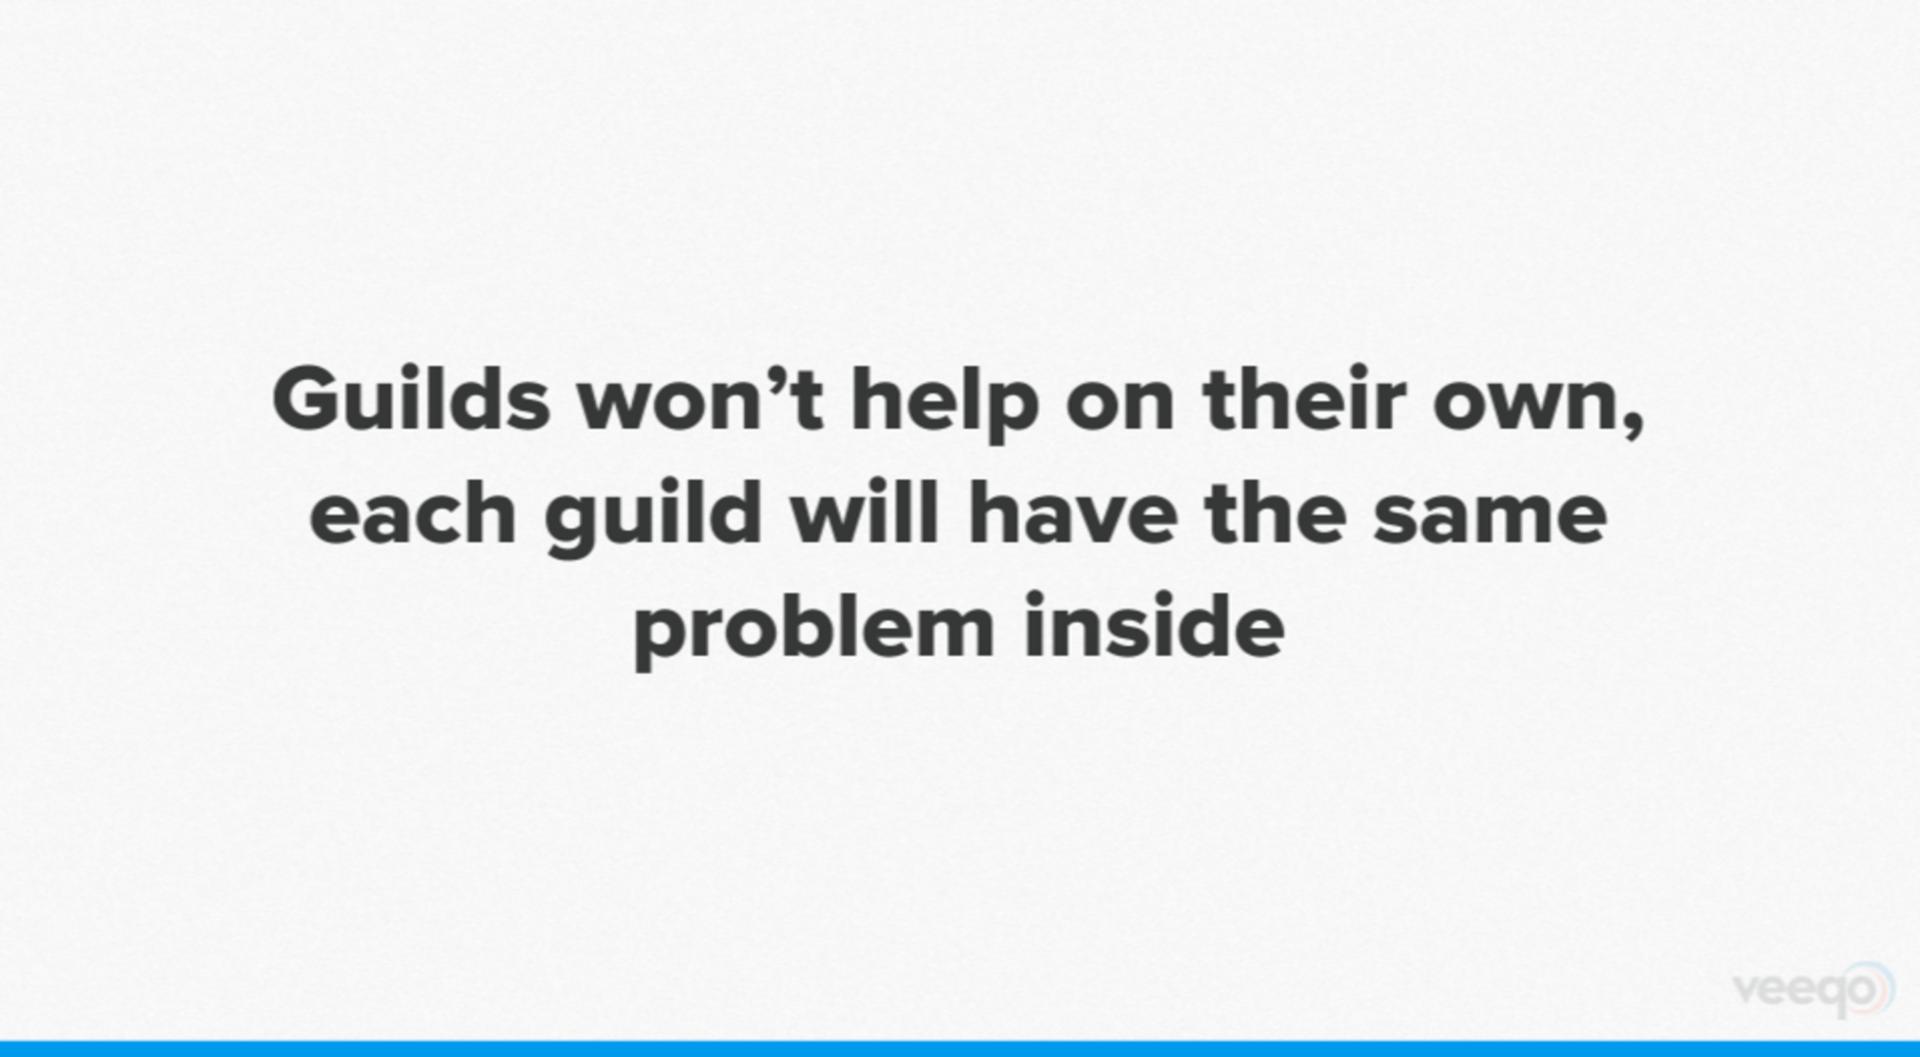 Guilds won’t help on their own,
each guild will have the same
problem inside
veeqo